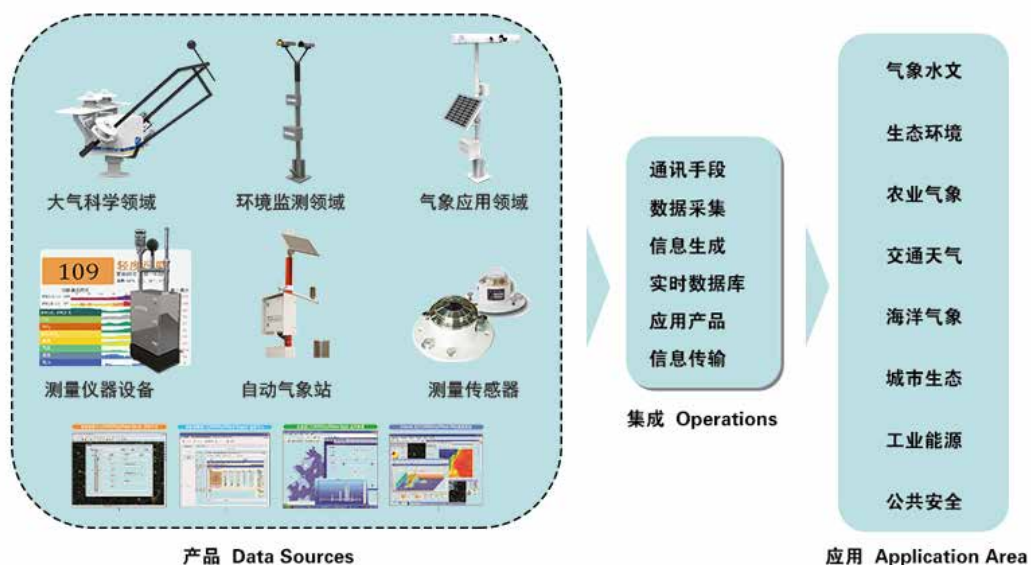 大气科学领域
环境监测领域
气象应用领域
109
测量仪器设备
自动气象站
测量传感器
产品 Data Sources
通讯手段
数据采集
信息生成
实时数据库
应用产品
信息传输
集成 Operations
气象水文
生态环境
农业气象
交通天气
海洋气象
城市生态
工业能源
公共安全
应用 Application Area